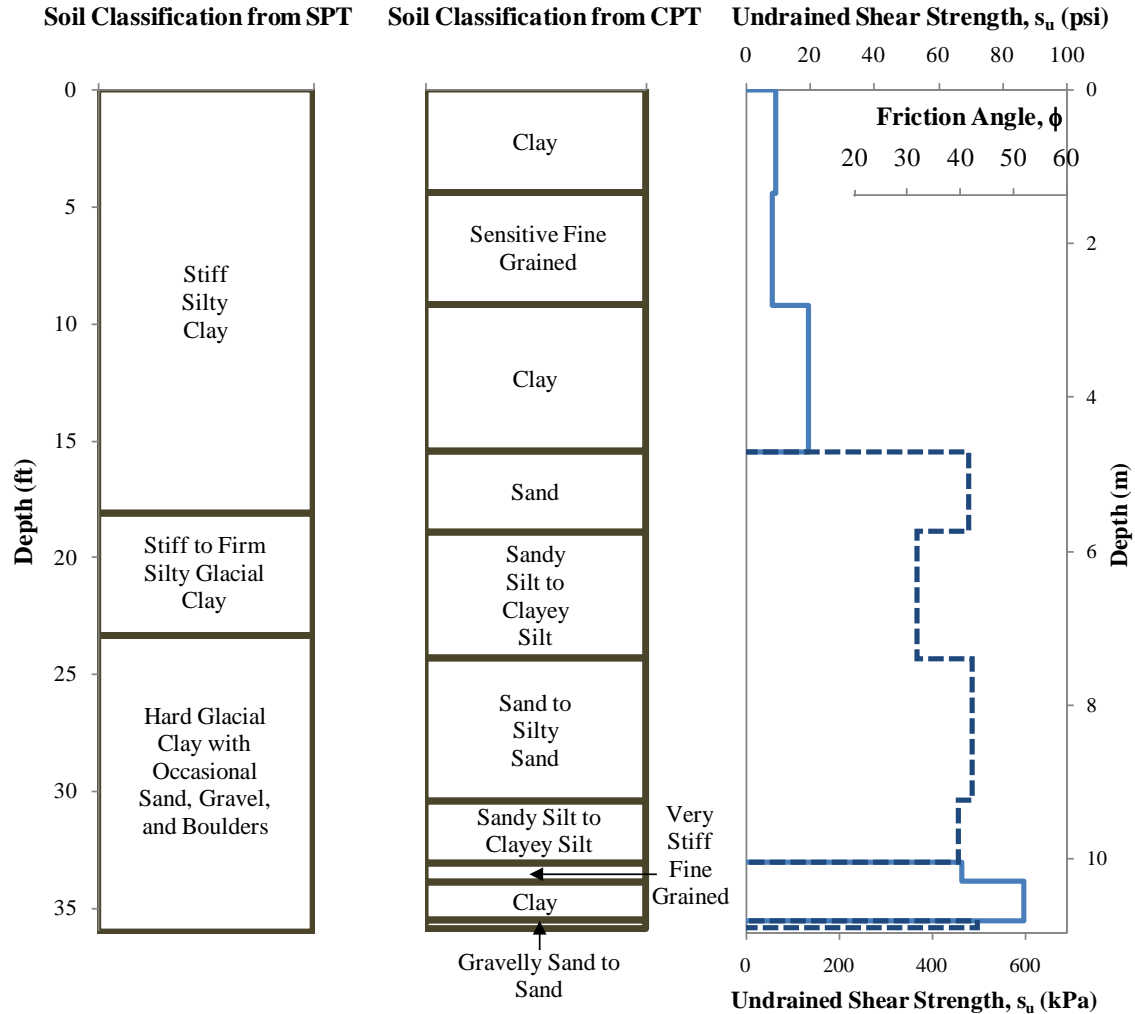 Soil Classification from SPT
Soil Classification from CPT
Undrained Shear Strength, su (psi)
0 20 40 60 80 100
Friction Angle, ϕ
20 30 40 50 60
Depth (ft)
0
5
10
15
20
25
30
35
Stiff
Silty
Clay
Stiff to Firm
Silty Glacial
Clay
Hard Glacial
Clay with
Occasional
Sand, Gravel,
and Boulders
Clay
Sensitive Fine
Grained
Clay
Sand
Sandy
Silt to
Clayey
Silt
Sand to
Silty
Sand
Sandy Silt to
Clayey Silt
Very
Stiff
Fine
Grained
Clay
Gravelly Sand to
Sand
0
2
4
6
8
10
Depth (m)
0 200 400 600
Undrained Shear Strength, su (kPa)